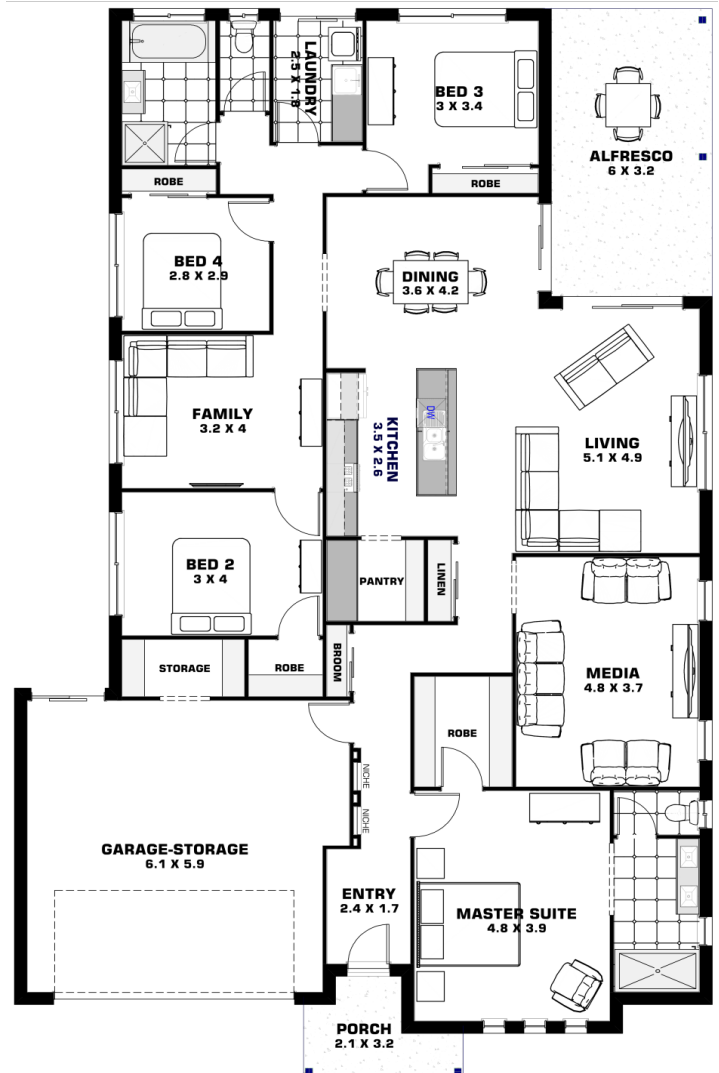 LAUNDRY
2.5 X 1.8
BED 3
3 X 3.4
ALFRESCO
6 X 3.2
ROBE
ROBE
BED 4
2.8 X 2.9
DINING
3.6 X 4.2
FAMILY
3.2 X 4
KITCHEN
3.5 X 2.6
DW
LIVING
5.1 X 4.9
BED 2
3 X 4
PANTRY
LINEN
STORAGE
ROBE
BROOM
MEDIA
4.8 X 3.7
ROBE
NICHE
NICHE
GARAGE-STORAGE
6.1 X 5.9
ENTRY
2.4 X 1.7
MASTER SUITE
4.8 X 3.9
PORCH
2.1 X 3.2